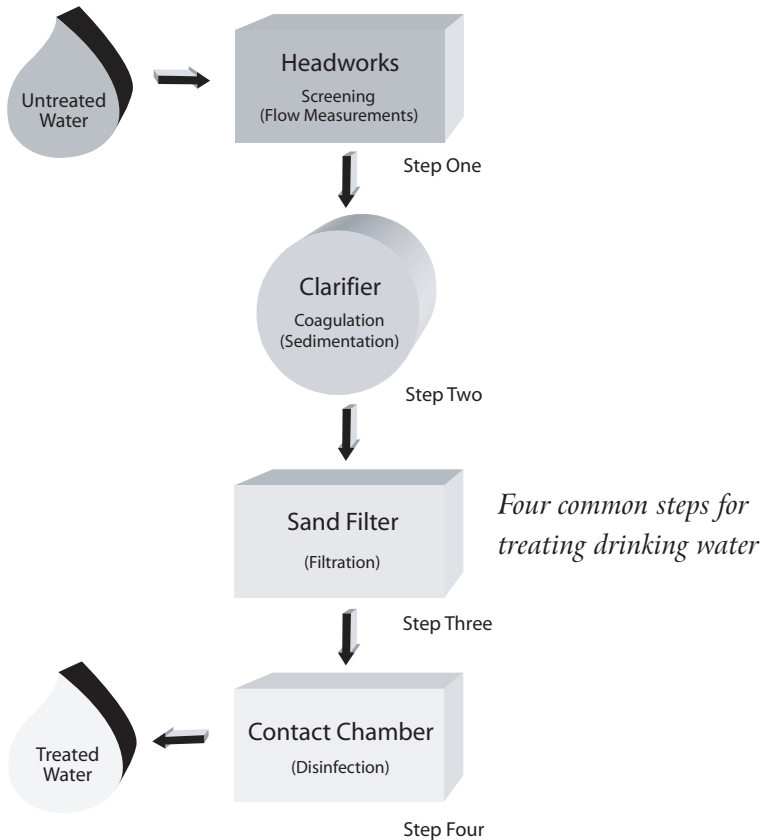 Untreated
Water
Headworks
Screening
(Flow Measurements)
Step One
Clarifier
Coagulation
(Sedimentation)
Step Two
Sand Filter
(Filtration)
Four common steps for
treating drinking water
Step Three
Contact Chamber
(Disinfection)
Treated
Water
Step Four